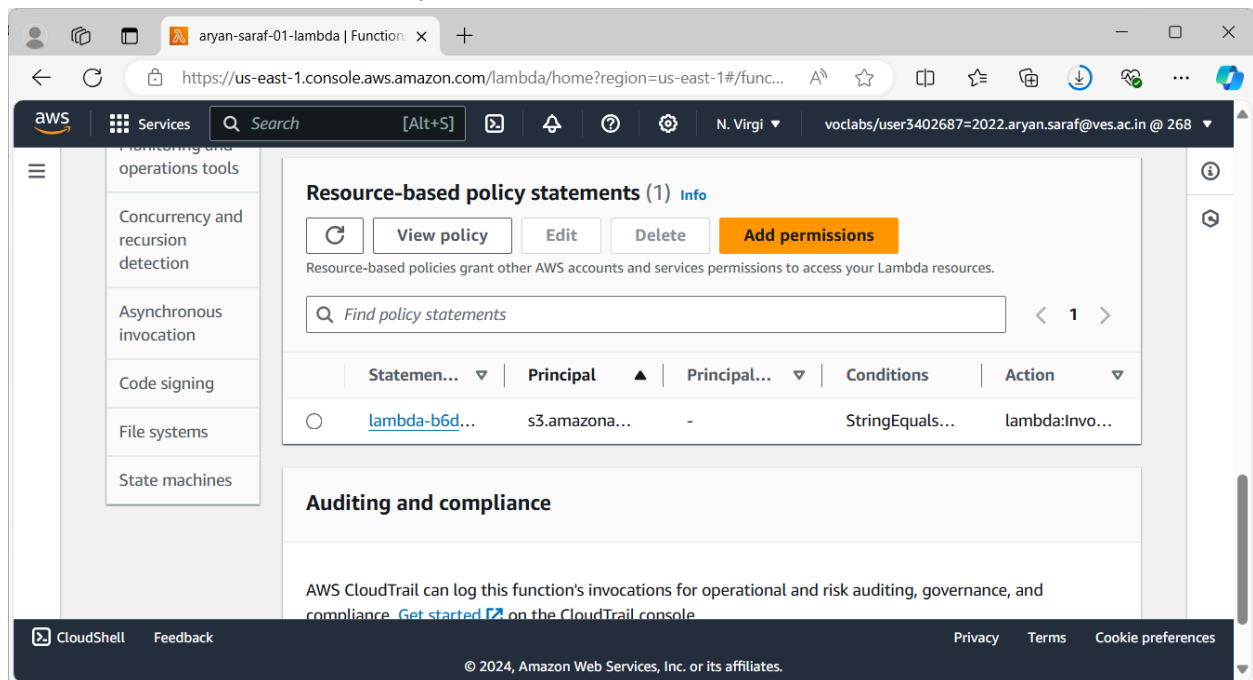 aryan-saraf-01-lambda | Function
https://us-east-1.console.aws.amazon.com/lambda/home?region=us-east-1#/func...
aws Services Search [Alt+S] N. Virgi voclabs/user3402687=2022.aryan.saraf@ves.ac.in @ 268
Monitoring and
operations tools
Concurrency and
recursion
detection
Asynchronous
invocation
Code signing
File systems
State machines
Resource-based policy statements (1) Info
View policy Edit Delete Add permissions
Resource-based policies grant other AWS accounts and services permissions to access your Lambda resources.
Find policy statements 1
Statemen... Principal Principal... Conditions Action
lambda-b6d... s3.amazona... - StringEquals... lambda:Invo...
Auditing and compliance
AWS CloudTrail can log this function's invocations for operational and risk auditing, governance, and
compliance. Get started on the CloudTrail console
CloudShell Feedback Privacy Terms Cookie preferences
© 2024, Amazon Web Services, Inc. or its affiliates.